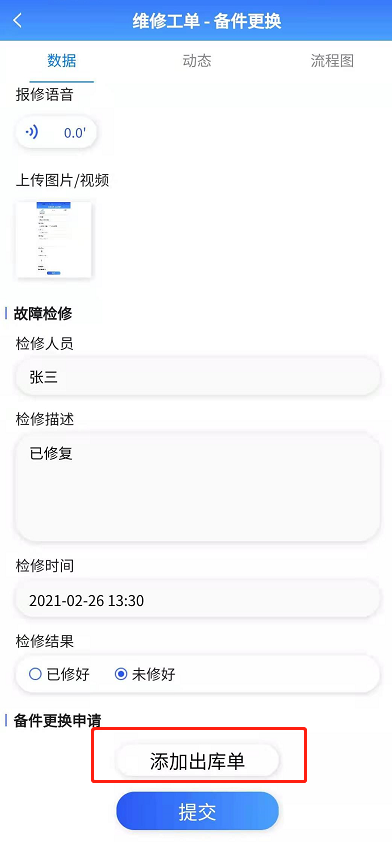 维修工单 - 备件更换
数据 动态 流程图
报修语音
0.0'
上传图片/视频
故障检修
检修人员
张三
检修描述
已修复
检修时间
2021-02-26 13:30
检修结果
已修好 未修好
备件更换申请
添加出库单
提交